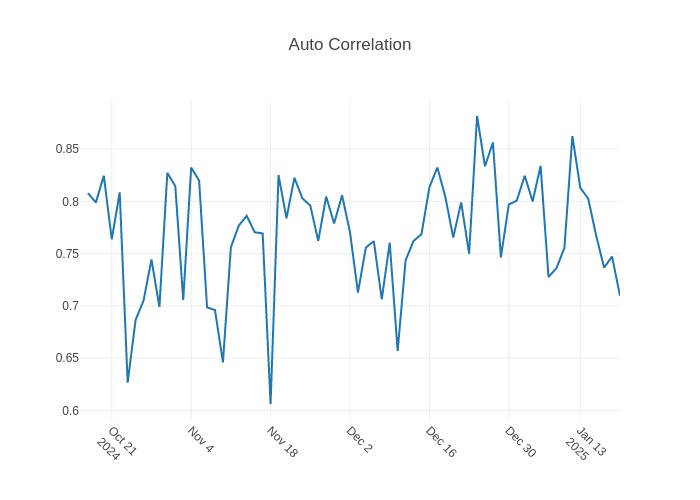 Auto Correlation
0.85
0.8
0.75
0.7
0.65
0.6
Oct 21
2024
Nov 4
Nov 18
Dec 2
Dec 16
Dec 30
Jan 13
2025